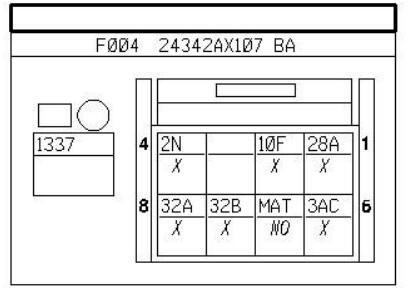 FØØ4 24342AX1Ø7 BA
1337
4 2N 1ØF 28A 1
X X X
8 32A 32B MAT 3AC 6
X X NO X